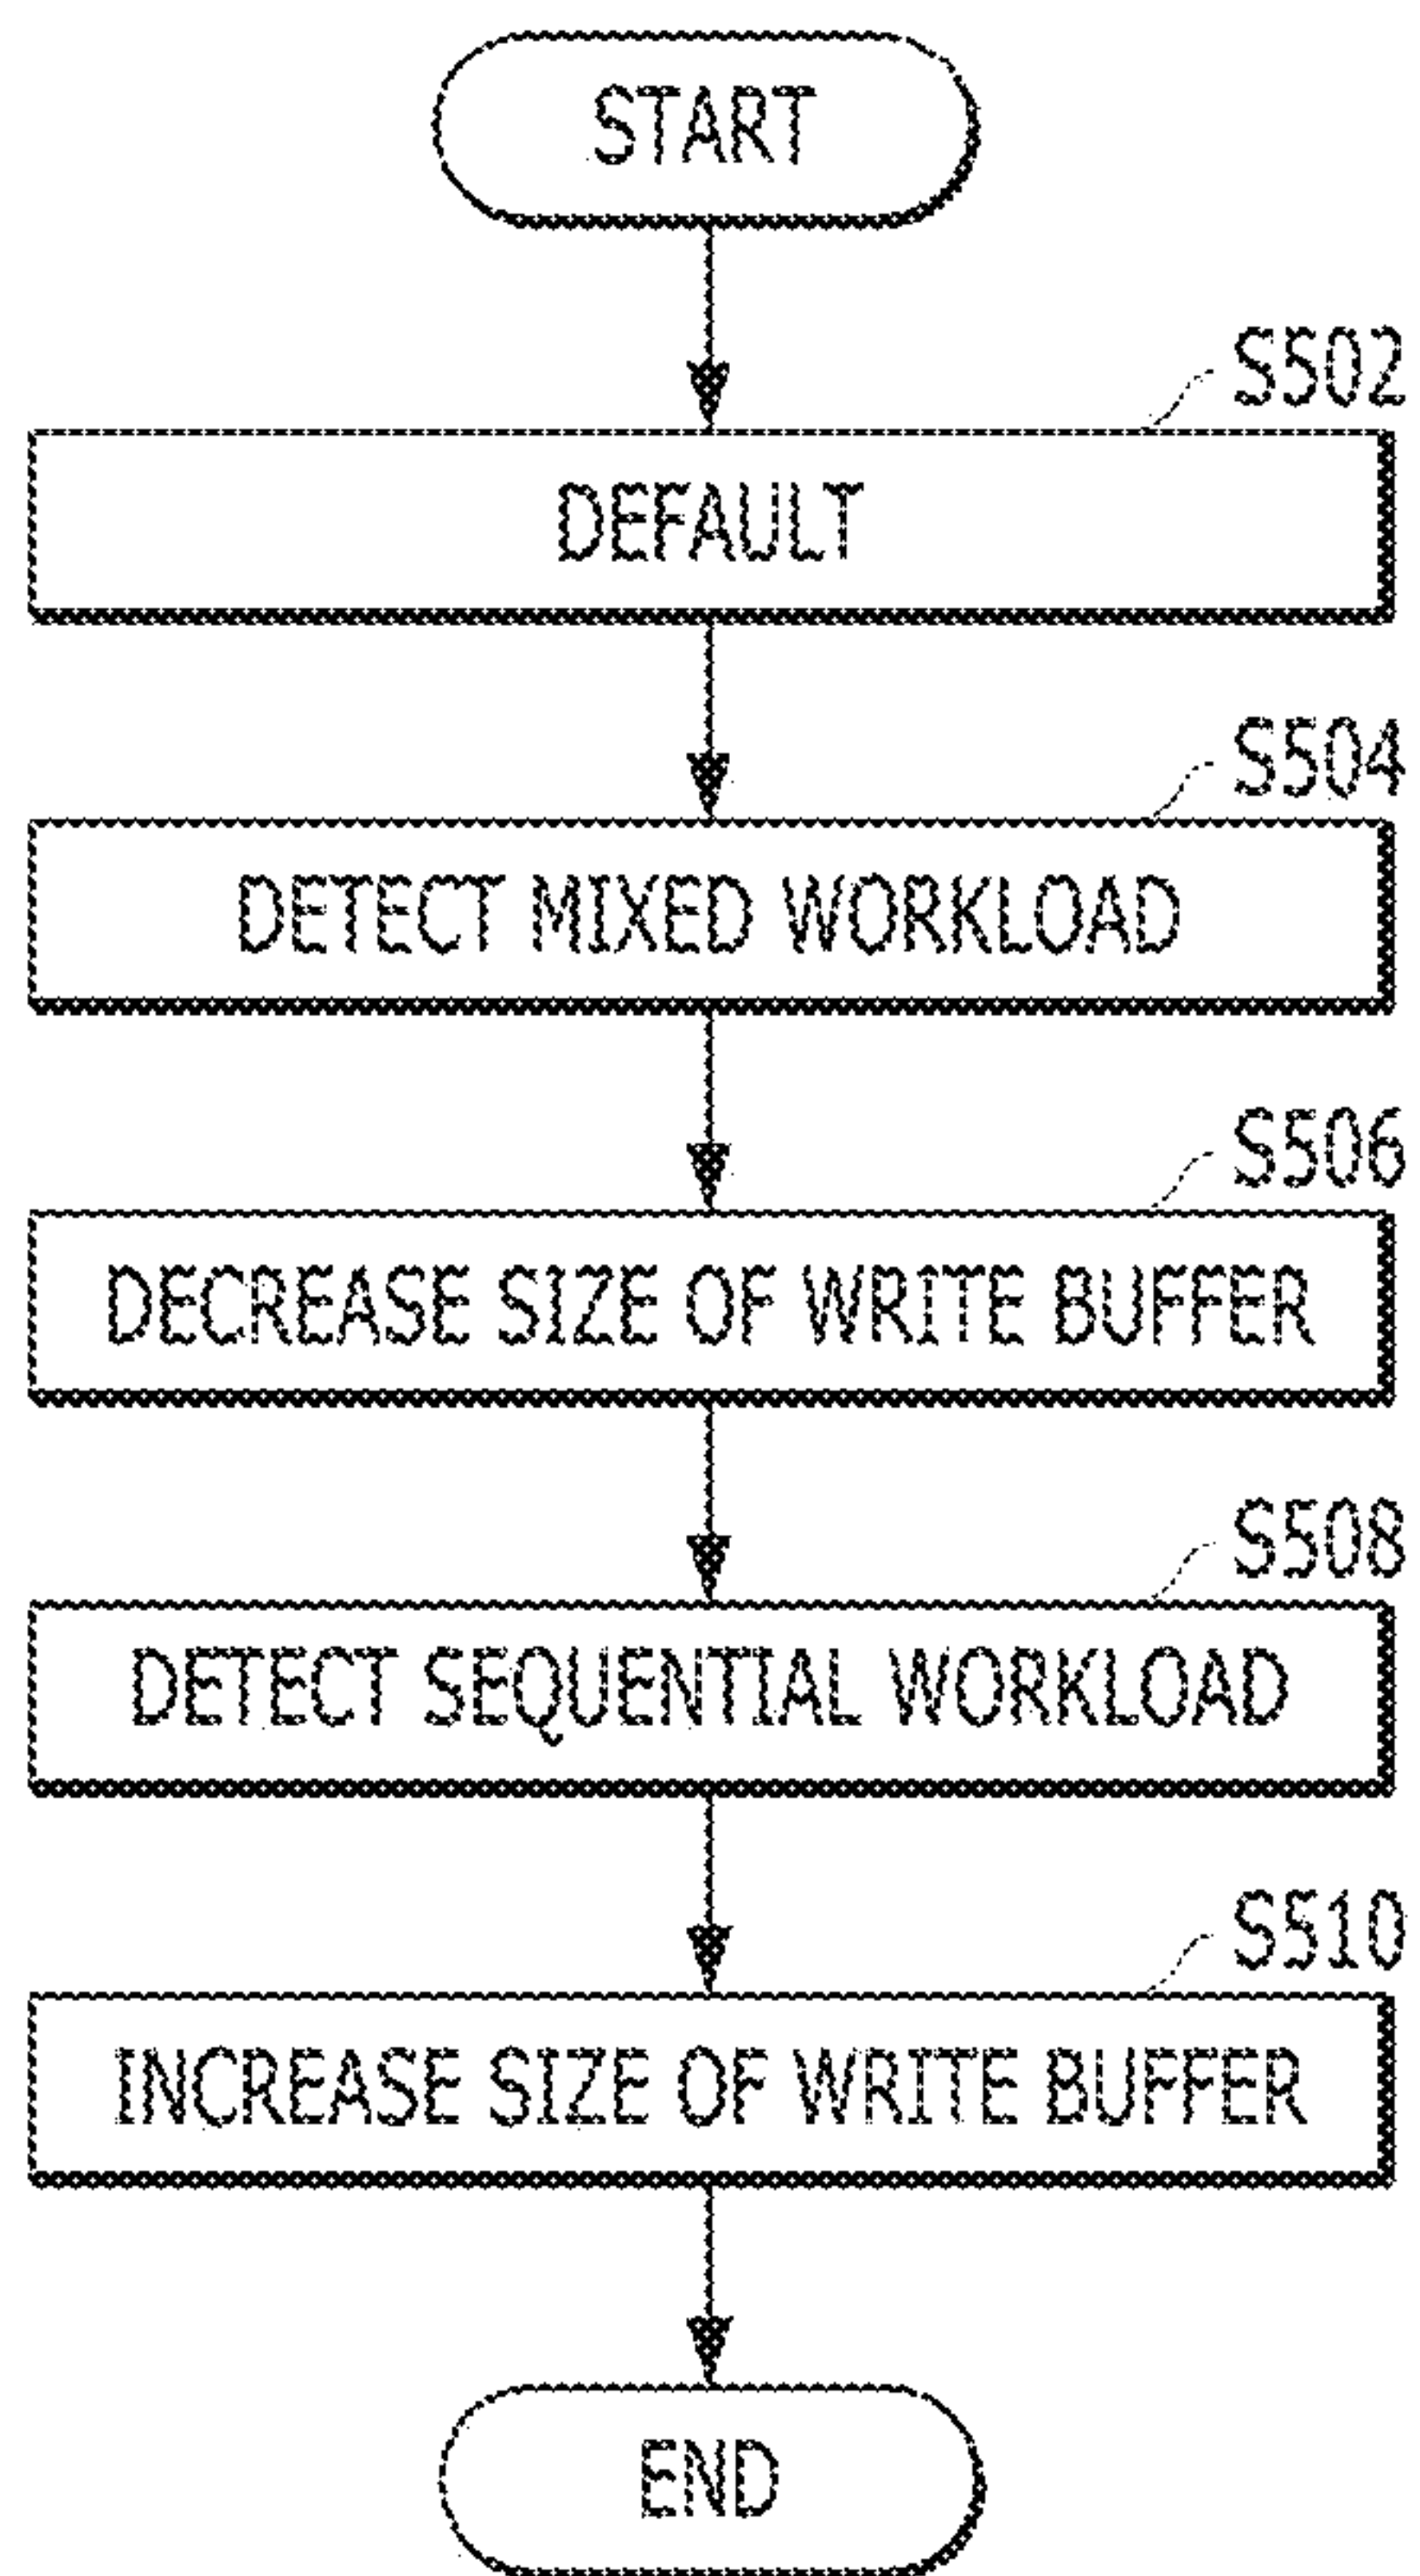 START
S502
DEFAULT
S504
DETECT MIXED WORKLOAD
S506
DECREASE SIZE OF WRITE BUFFER
S508
DETECT SEQUENTIAL WORKLOAD
S510
INCREASE SIZE OF WRITE BUFFER
END